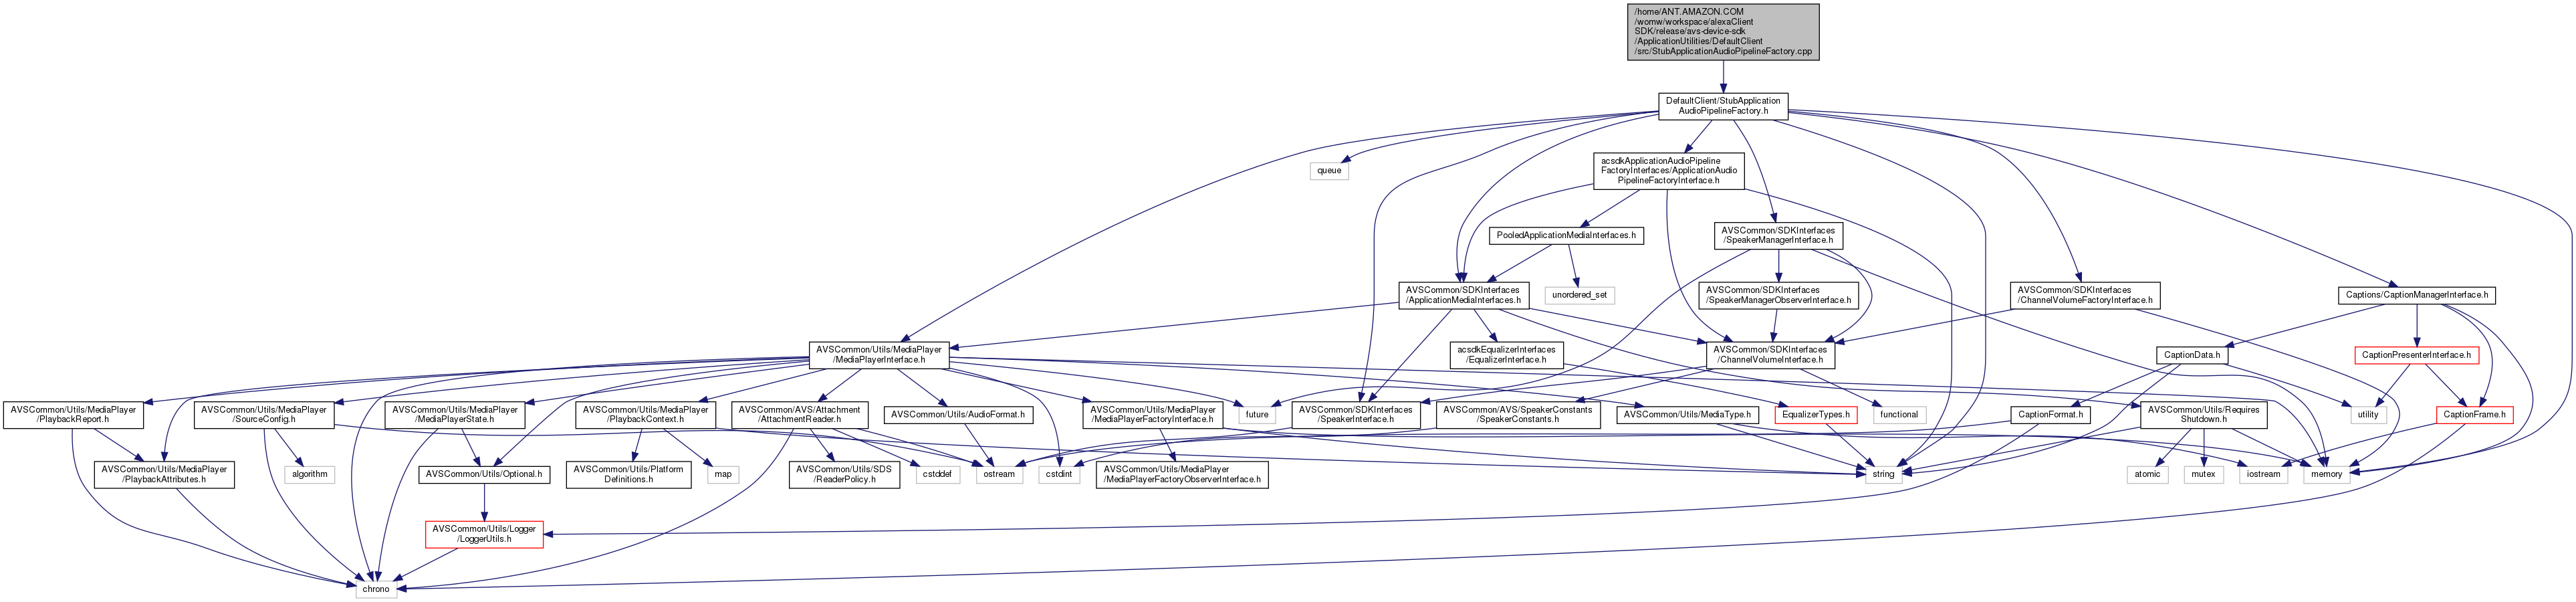 /home/ANT.AMAZON.COM
/womw/workspace/alexaClient
SDK/release/avs-device-sdk
/ApplicationUtilities/DefaultClient
/src/StubApplicationAudioPipelineFactory.cpp
DefaultClient/StubApplication
AudioPipelineFactory.h
queue
acsdkApplicationAudioPipeline
FactoryInterfaces/ApplicationAudio
PipelineFactoryInterface.h
PooledApplicationMediaInterfaces.h
AVSCommon/SDKInterfaces
/SpeakerManagerInterface.h
AVSCommon/SDKInterfaces
/ApplicationMediaInterfaces.h
unordered_set
AVSCommon/SDKInterfaces
/SpeakerManagerObserverInterface.h
AVSCommon/SDKInterfaces
/ChannelVolumeFactoryInterface.h
Captions/CaptionManagerInterface.h
AVSCommon/Utils/MediaPlayer
/MediaPlayerInterface.h
acsdkEqualizerInterfaces
/EqualizerInterface.h
AVSCommon/SDKInterfaces
/ChannelVolumeInterface.h
CaptionData.h
CaptionPresenterInterface.h
AVSCommon/Utils/MediaPlayer
/PlaybackReport.h
AVSCommon/Utils/MediaPlayer
/SourceConfig.h
AVSCommon/Utils/MediaPlayer
/MediaPlayerState.h
AVSCommon/Utils/MediaPlayer
/PlaybackContext.h
AVSCommon/AVS/Attachment
/AttachmentReader.h
AVSCommon/Utils/AudioFormat.h
AVSCommon/Utils/MediaPlayer
/MediaPlayerFactoryInterface.h
future
AVSCommon/SDKInterfaces
/SpeakerInterface.h
AVSCommon/AVS/SpeakerConstants
/SpeakerConstants.h
AVSCommon/Utils/MediaType.h
EqualizerTypes.h
functional
CaptionFormat.h
AVSCommon/Utils/Requires
Shutdown.h
utility
CaptionFrame.h
AVSCommon/Utils/MediaPlayer
/PlaybackAttributes.h
algorithm
AVSCommon/Utils/Optional.h
AVSCommon/Utils/Platform
Definitions.h
map
AVSCommon/Utils/SDS
/ReaderPolicy.h
cstddef
ostream
cstdint
AVSCommon/Utils/MediaPlayer
/MediaPlayerFactoryObserverInterface.h
string
atomic
mutex
iostream
memory
AVSCommon/Utils/Logger
/LoggerUtils.h
chrono